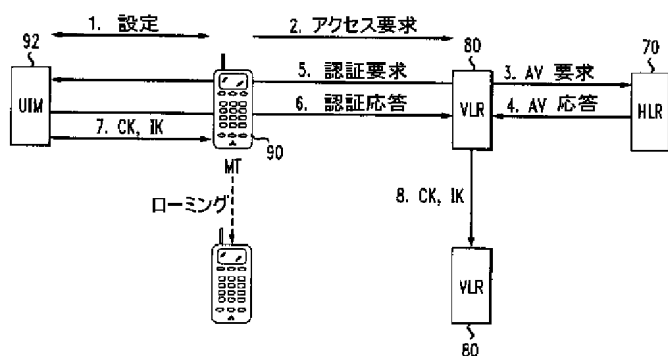 92
1. 設定
2. アクセス要求
80
5. 認証要求
3. AV 要求
70
UIM
6. 認証応答
VLR
4. AV 応答
HLR
7. CK, IK
90
MT
ローミング
8. CK, IK
VLR
80